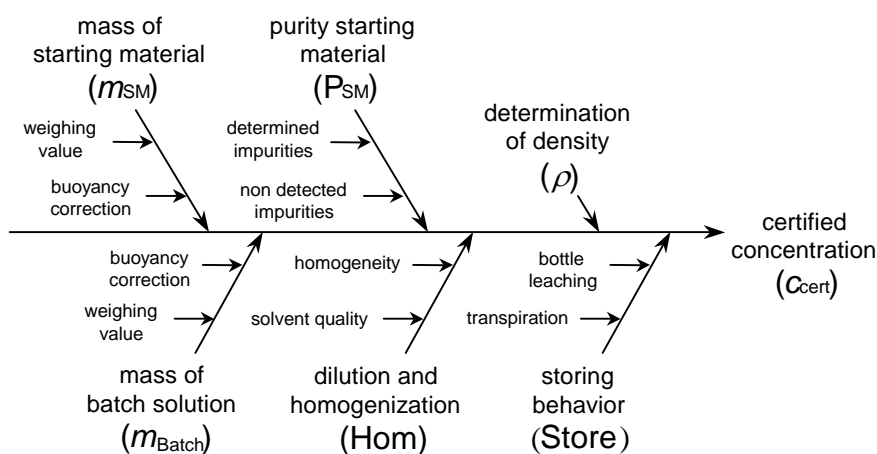 mass of
starting material
(mSM)
purity starting
material
(PSM)
weighing
value
determined
impurities
determination
of density
(ρ)
buoyancy
correction
non detected
impurities
certified
concentration
(ccert)
buoyancy
correction
homogeneity
bottle
leaching
weighing
value
solvent quality
transpiration
mass of
batch solution
(mBatch)
dilution and
homogenization
(Hom)
storing
behavior
(Store)